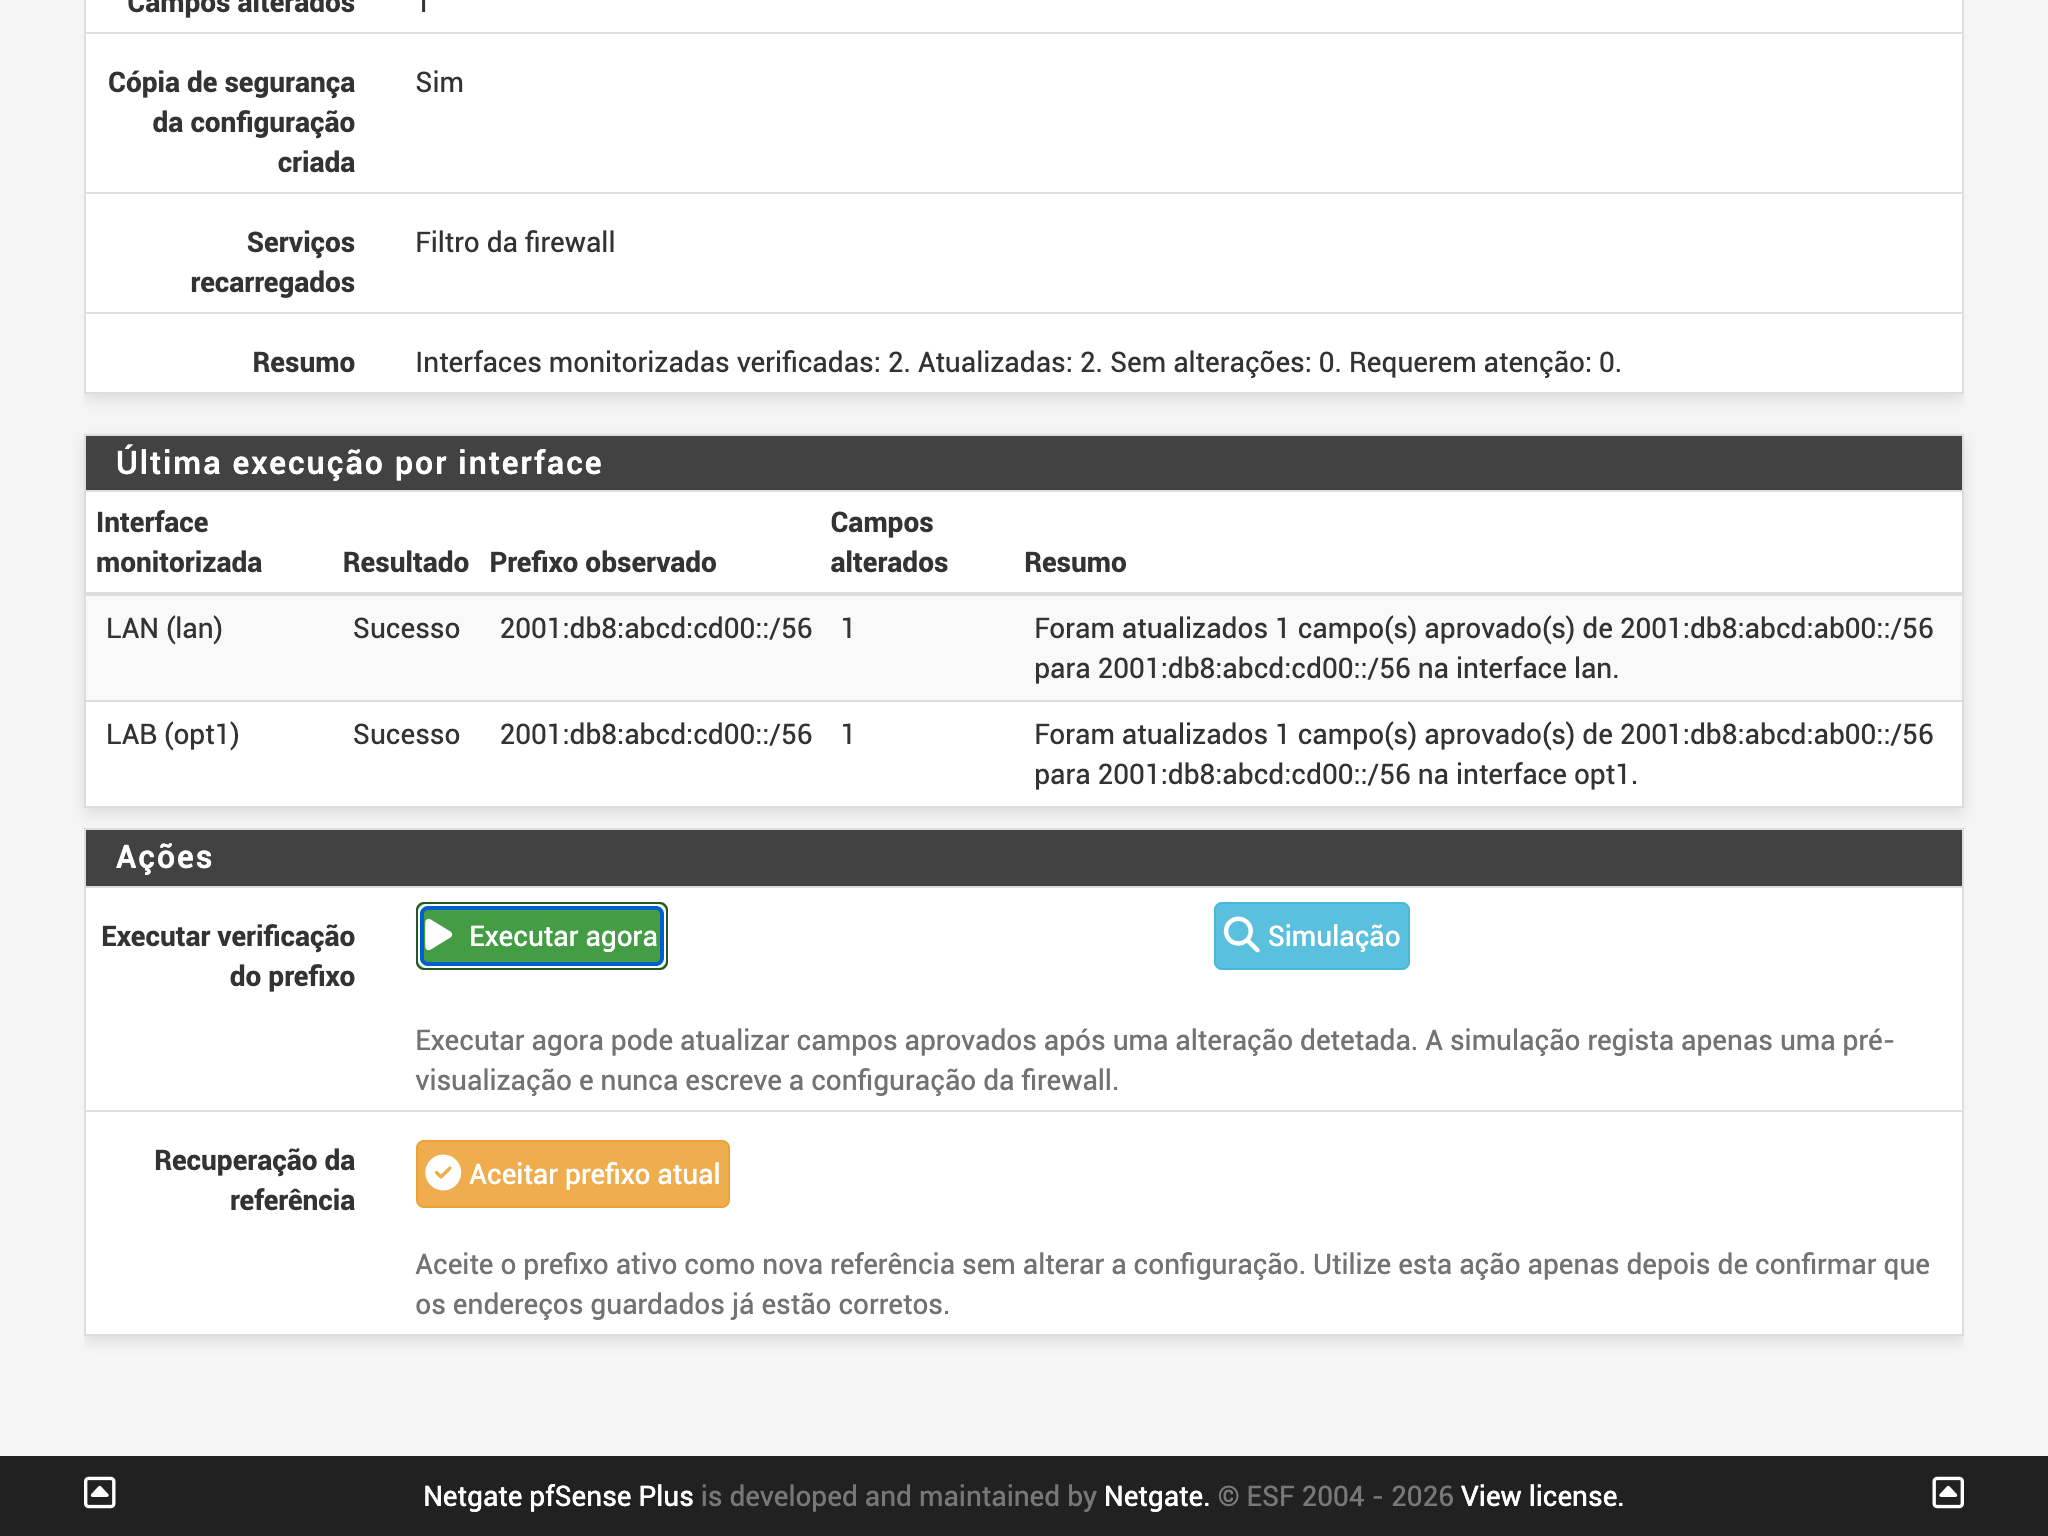 Campos alterados 1
Cópia de segurança Sim
da configuração
criada
Serviços Filtro da firewall
recarregados
Resumo Interfaces monitorizadas verificadas: 2. Atualizadas: 2. Sem alterações: 0. Requerem atenção: 0.
Última execução por interface
Interface Campos
monitorizada Resultado Prefixo observado alterados Resumo
LAN (lan) Sucesso 2001:db8:abcd:cd00::/56 1 Foram atualizados 1 campo(s) aprovado(s) de 2001:db8:abcd:ab00::/56
para 2001:db8:abcd:cd00::/56 na interface lan.
LAB (opt1) Sucesso 2001:db8:abcd:cd00::/56 1 Foram atualizados 1 campo(s) aprovado(s) de 2001:db8:abcd:ab00::/56
para 2001:db8:abcd:cd00::/56 na interface opt1.
Ações
Executar verificação Executar agora Simulação
do prefixo
Executar agora pode atualizar campos aprovados após uma alteração detetada. A simulação regista apenas uma pré-
visualização e nunca escreve a configuração da firewall.
Recuperação da Aceitar prefixo atual
referência
Aceite o prefixo ativo como nova referência sem alterar a configuração. Utilize esta ação apenas depois de confirmar que
os endereços guardados já estão corretos.
Netgate pfSense Plus is developed and maintained by Netgate. © ESF 2004 - 2026 View license.